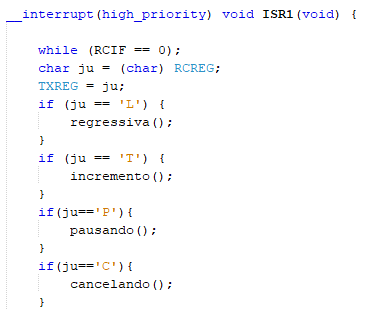 __interrupt(high_priority) void ISR1(void) {
while (RCIF == 0);
char ju = (char) RCREG;
TXREG = ju;
if (ju == 'L') {
regressiva();
}
if (ju == 'T') {
incremento();
}
if(ju=='P'){
pausando();
}
if(ju=='C'){
cancelando();
}